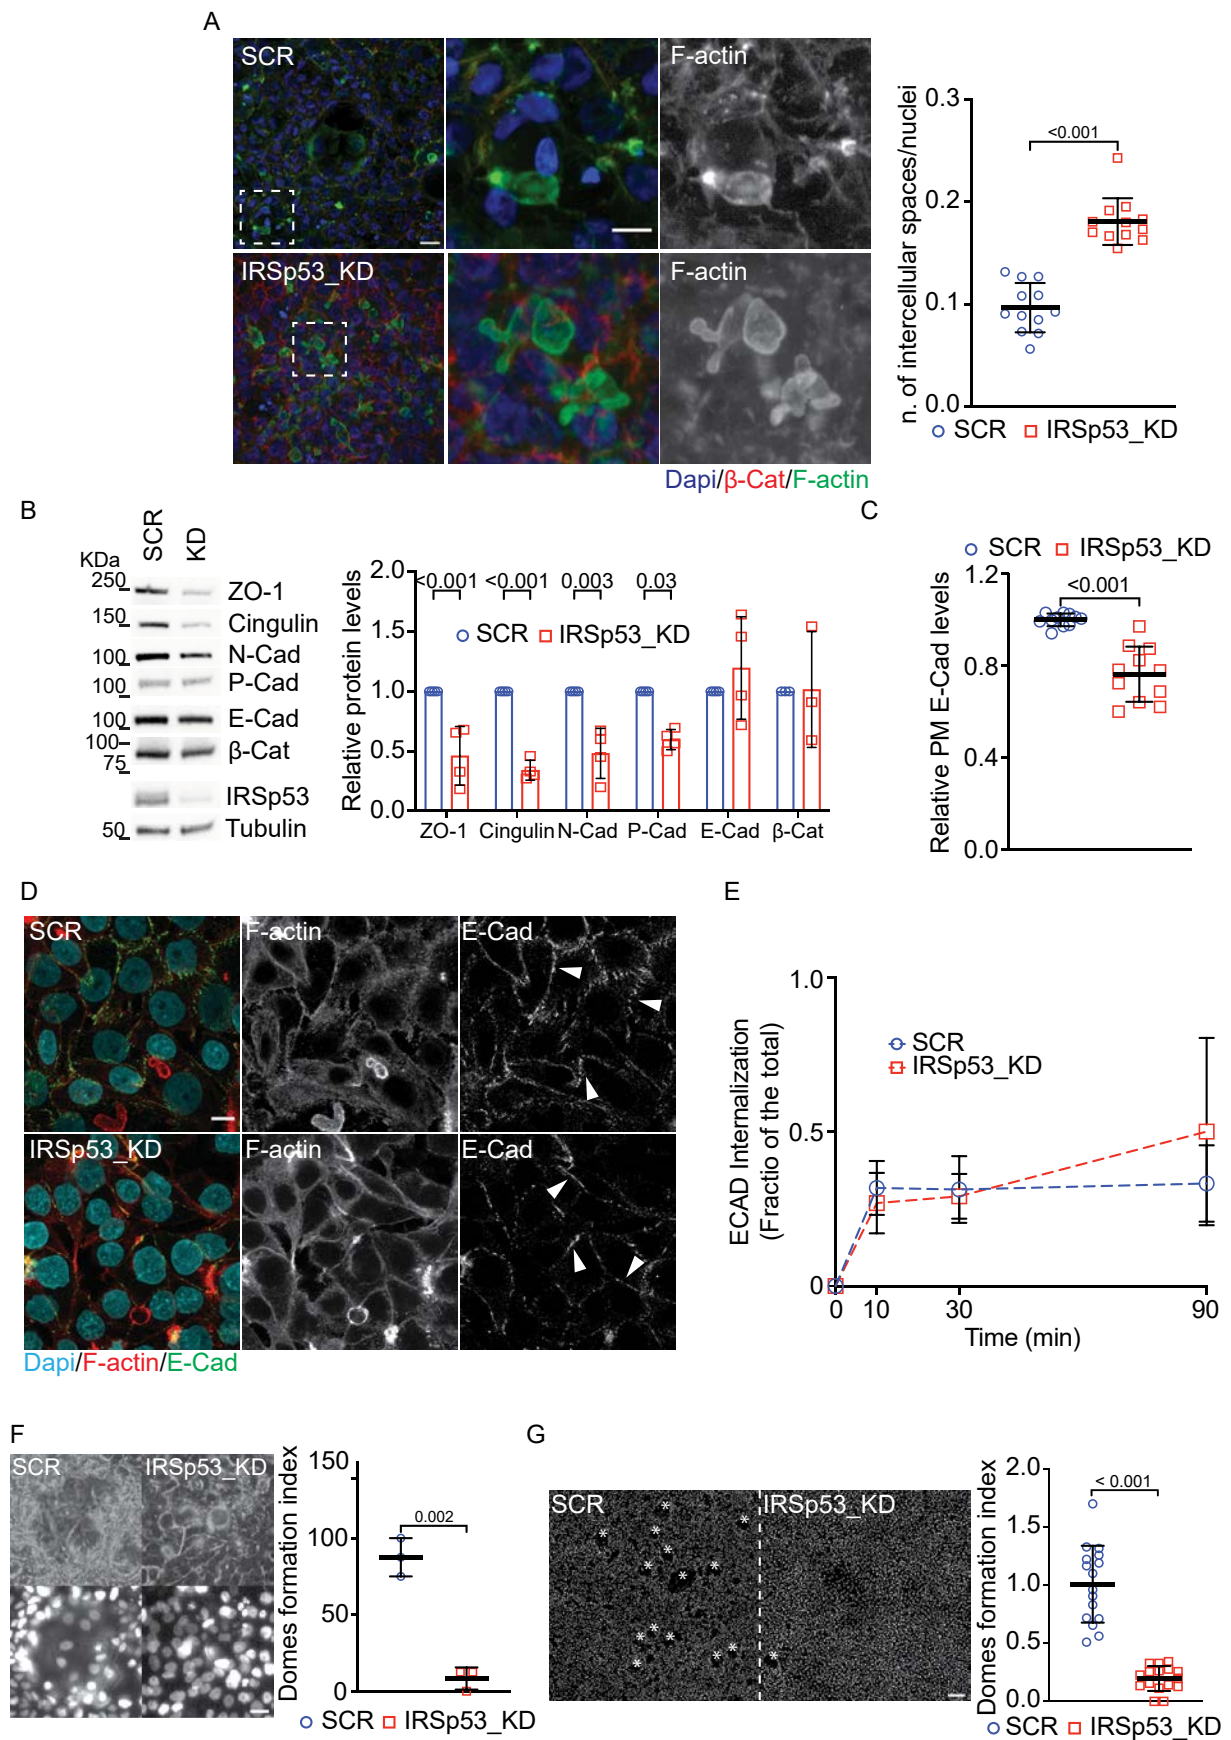 A
SCR
F-actin
IRSp53_KD
F-actin
Dapi/β-Cat/F-actin
n. of intercellular spaces/nuclei
0.3
0.2
0.1
0.0
<0.001
SCR IRSp53_KD
B
KDa
SCR
KD
250
ZO-1
150
Cingulin
100
N-Cad
100
P-Cad
100
E-Cad
100
75
β-Cat
IRSp53
50
Tubulin
Relative protein levels
2.0
1.5
1.0
0.5
0.0
<0.001 <0.001 0.003 0.03
SCR IRSp53_KD
ZO-1 Cingulin N-Cad P-Cad E-Cad β-Cat
C
SCR IRSp53_KD
Relative PM E-Cad levels
1.2
0.8
0.4
0.0
<0.001
D
SCR
F-actin
E-Cad
IRSp53_KD
F-actin
E-Cad
Dapi/F-actin/E-Cad
E
ECAD Internalization
(Fractio of the total)
1.0
0.5
0
SCR
IRSp53_KD
0 10 30 90
Time (min)
F
SCR
IRSp53_KD
Domes formation index
150
100
50
0
0.002
SCR IRSp53_KD
G
SCR
IRSp53_KD
* * * * * * * * * * * * * *
Domes formation index
2.0
1.5
1.0
0.5
0.0
< 0.001
SCR IRSp53_KD